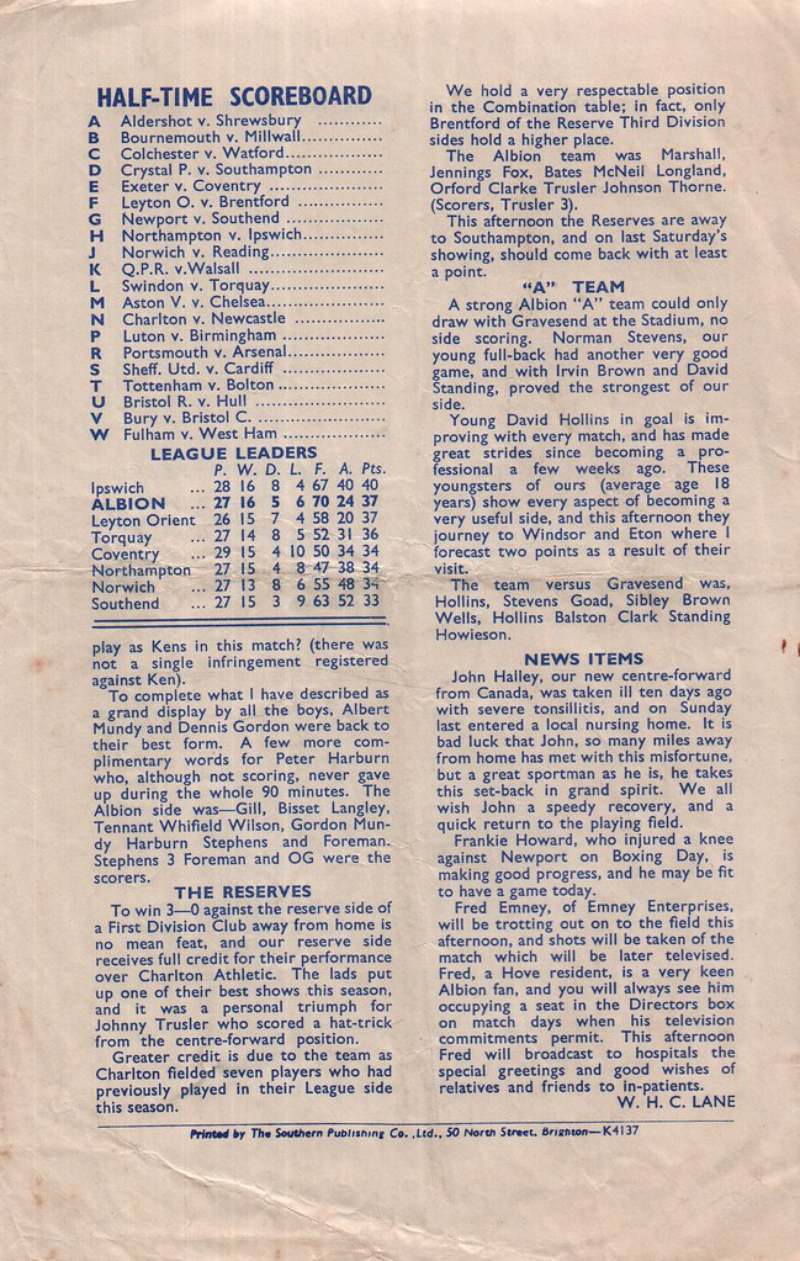 HALF-TIME SCOREBOARD
A Aldershot v. Shrewsbury ............
B Bournemouth v. Millwall...............
C Colchester v. Watford..................
D Crystal P. v. Southampton ............
E Exeter v. Coventry .....................
F Leyton O. v. Brentford ................
G Newport v. Southend ..................
H Northampton v. Ipswich...............
J Norwich v. Reading.....................
K Q.P.R. v.Walsall .........................
L Swindon v. Torquay.....................
M Aston V. v. Chelsea......................
N Charlton v. Newcastle .................
P Luton v. Birmingham ...................
R Portsmouth v. Arsenal..................
S Sheff. Utd. v. Cardiff ...................
T Tottenham v. Bolton ....................
U Bristol R. v. Hull ........................
V Bury v. Bristol C. .......................
W Fulham v. West Ham ...................
LEAGUE LEADERS
P. W. D. L. F. A. Pts.
Ipswich ... 28 16 8 4 67 40 40
ALBION ... 27 16 5 6 70 24 37
Leyton Orient 26 15 7 4 58 20 37
Torquay ... 27 14 8 5 52 31 36
Coventry ... 29 15 4 10 50 34 34
Northampton 27 15 4 8 47 38 34
Norwich ... 27 13 8 6 55 48 34
Southend ... 27 15 3 9 63 52 33
play as Kens in this match? (there was
not a single infringement registered
against Ken).
To complete what I have described as
a grand display by all the boys, Albert
Mundy and Dennis Gordon were back to
their best form. A few more com-
plimentary words for Peter Harburn
who, although not scoring, never gave
up during the whole 90 minutes. The
Albion side was—Gill, Bisset Langley,
Tennant Whifield Wilson, Gordon Mun-
dy Harburn Stephens and Foreman.
Stephens 3 Foreman and OG were the
scorers.
THE RESERVES
To win 3—0 against the reserve side of
a First Division Club away from home is
no mean feat, and our reserve side
receives full credit for their performance
over Charlton Athletic. The lads put
up one of their best shows this season,
and it was a personal triumph for
Johnny Trusler who scored a hat-trick
from the centre-forward position.
Greater credit is due to the team as
Charlton fielded seven players who had
previously played in their League side
this season.
We hold a very respectable position
in the Combination table; in fact, only
Brentford of the Reserve Third Division
sides hold a higher place.
The Albion team was Marshall,
Jennings Fox, Bates McNeil Longland,
Orford Clarke Trusler Johnson Thorne.
(Scorers, Trusler 3).
This afternoon the Reserves are away
to Southampton, and on last Saturday's
showing, should come back with at least
a point.
"A" TEAM
A strong Albion "A" team could only
draw with Gravesend at the Stadium, no
side scoring. Norman Stevens, our
young full-back had another very good
game, and with Irvin Brown and David
Standing, proved the strongest of our
side.
Young David Hollins in goal is im-
proving with every match, and has made
great strides since becoming a pro-
fessional a few weeks ago. These
youngsters of ours (average age 18
years) show every aspect of becoming a
very useful side, and this afternoon they
journey to Windsor and Eton where I
forecast two points as a result of their
visit.
The team versus Gravesend was,
Hollins, Stevens Goad, Sibley Brown
Wells, Hollins Balston Clark Standing
Howieson.
NEWS ITEMS
John Hailey, our new centre-forward
from Canada, was taken ill ten days ago
with severe tonsillitis, and on Sunday
last entered a local nursing home. It is
bad luck that John, so many miles away
from home has met with this misfortune,
but a great sportman as he is, he takes
this set-back in grand spirit. We all
wish John a speedy recovery, and a
quick return to the playing field.
Frankie Howard, who injured a knee
against Newport on Boxing Day, is
making good progress, and he may be fit
to have a game today.
Fred Emney, of Emney Enterprises,
will be trotting out on to the field this
afternoon, and shots will be taken of the
match which will be later televised.
Fred, a Hove resident, is a very keen
Albion fan, and you will always see him
occupying a seat in the Directors box
on match days when his television
commitments permit. This afternoon
Fred will broadcast to hospitals the
special greetings and good wishes of
relatives and friends to in-patients.
W. H. C. LANE
Printed by The Southern Publishing Co. ,Ltd., 50 North Street. Brighton—K4137